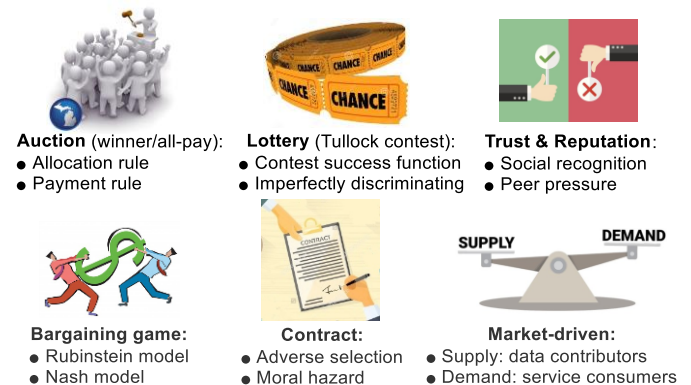 CHANCE
CHANCE
CHANCE
CHANCE
Auction (winner/all-pay):
● Allocation rule
● Payment rule
Lottery (Tullock contest):
● Contest success function
● Imperfectly discriminating
Trust & Reputation:
● Social recognition
● Peer pressure
CONTRACT
SUPPLY
DEMAND
Bargaining game:
● Rubinstein model
● Nash model
Contract:
● Adverse selection
● Moral hazard
Market-driven:
● Supply: data contributors
● Demand: service consumers